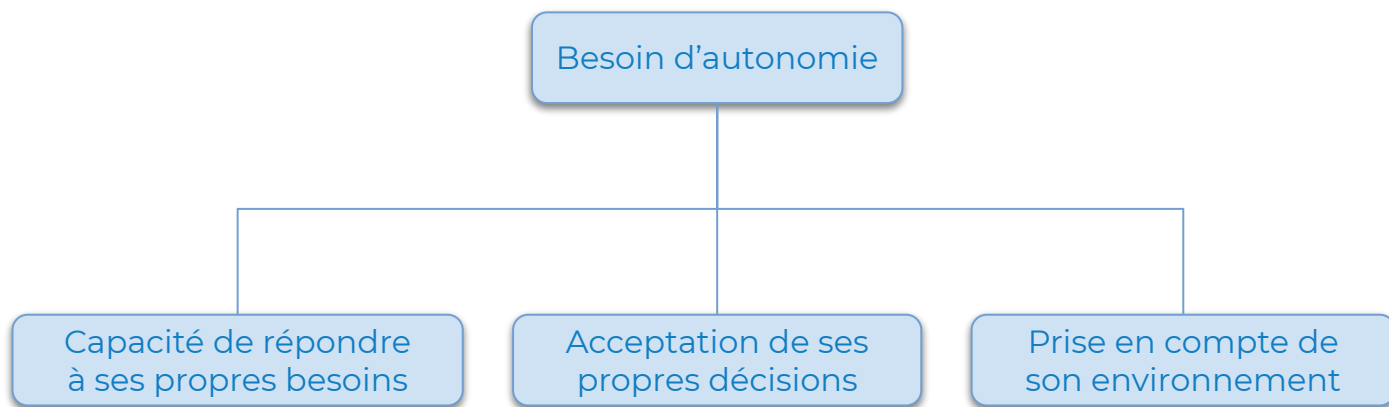 Besoin d’autonomie
Capacité de répondre
à ses propres besoins
Acceptation de ses
propres décisions
Prise en compte de
son environnement